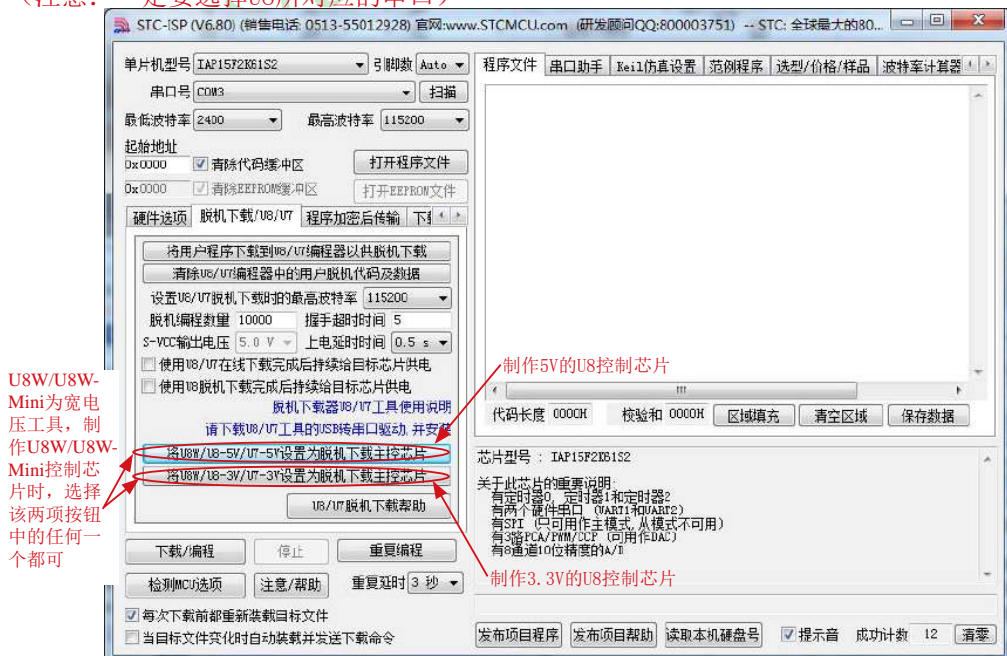 （注意：一定要选择U8所对应的串口）
STC-ISP (V6.80) (销售电话: 0513-55012928) 官网:www.STCMCU.com (研发顾问QQ:800003751) -- STC: 全球最大的80...
单片机型号 IAP15F2K61S2 引脚数 Auto
串口号 COM3 扫描
最低波特率 2400 最高波特率 115200
起始地址
0x0000 清除代码缓冲区 打开程序文件
0x0000 清除EEPROM缓冲区 打开EEPROM文件
硬件选项 脱机下载/U8/U7 程序加密后传输
将用户程序下载到U8/U7编程器以供脱机下载
清除U8/U7编程器中的用户脱机代码及数据
设置U8/U7脱机下载时的最高波特率 115200
脱机编程数量 10000 握手超时时间 5
S-VCC输出电压 5.0 V 上电延时时间 0.5 s
使用U8/U7在线下载完成后持续给目标芯片供电
使用U8脱机下载完成后持续给目标芯片供电
脱机下载器U8/U7工具使用说明
请下载U8/U7工具的USB转串口驱动,并安装
将U8W/U8-5V/U7-5V设置为脱机下载主控芯片
将U8W/U8-3V/U7-3V设置为脱机下载主控芯片
U8/U7脱机下载帮助
下载/编程 停止 重复编程
检测MCU选项 注意/帮助 重复延时 3 秒
每次下载前都重新装载目标文件
当目标文件变化时自动装载并发送下载命令
U8W/U8W-
Mini为宽电
压工具，制
作U8W/U8W-
Mini控制芯
片时，选择
该两项按钮
中的任何一
个都可
程序文件 串口助手 Keil仿真设置 范例程序 选型/价格/样品 波特率计算器
制作5V的U8控制芯片
代码长度 0000H 校验和 0000H 区域填充 清空区域 保存数据
芯片型号 : IAP15F2K61S2
关于此芯片的重要说明:
有定时器0, 定时器1和定时器2
有两个硬件串口 (UART1和UART2)
有SPI (只可用作主模式,从模式不可用)
有3路PCA/PWM/CCP (可用作DAC)
有8通道10位精度的A/D
制作3.3V的U8控制芯片
发布项目程序 发布项目帮助 读取本机硬盘号 提示音 成功计数 12 清零